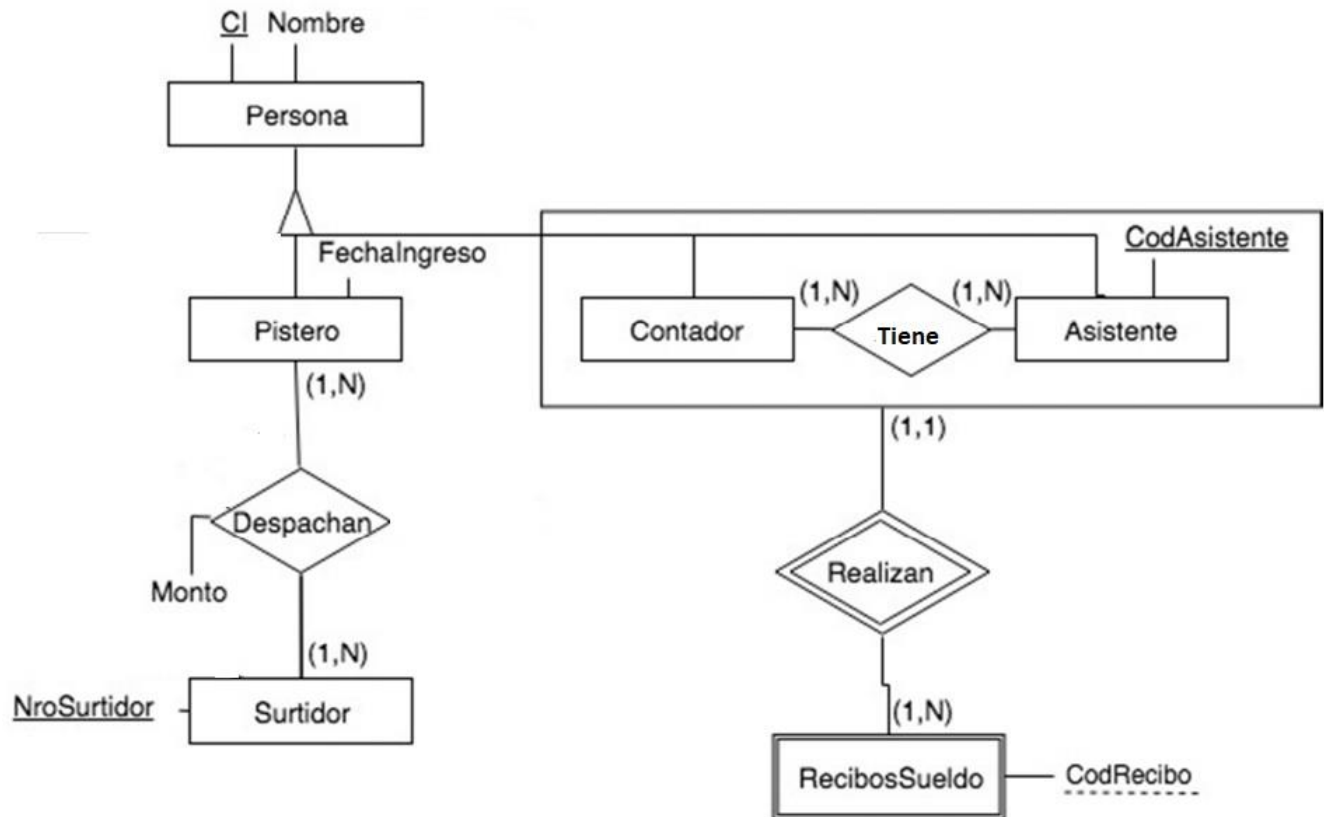 CI Nombre
Persona
FechaIngreso
CodAsistente
Pistero
(1,N)
Contador
(1,N)
Tiene
(1,N)
Asistente
(1,1)
Despachan
Monto
Realizan
(1,N)
NroSurtidor
Surtidor
(1,N)
RecibosSueldo
CodRecibo